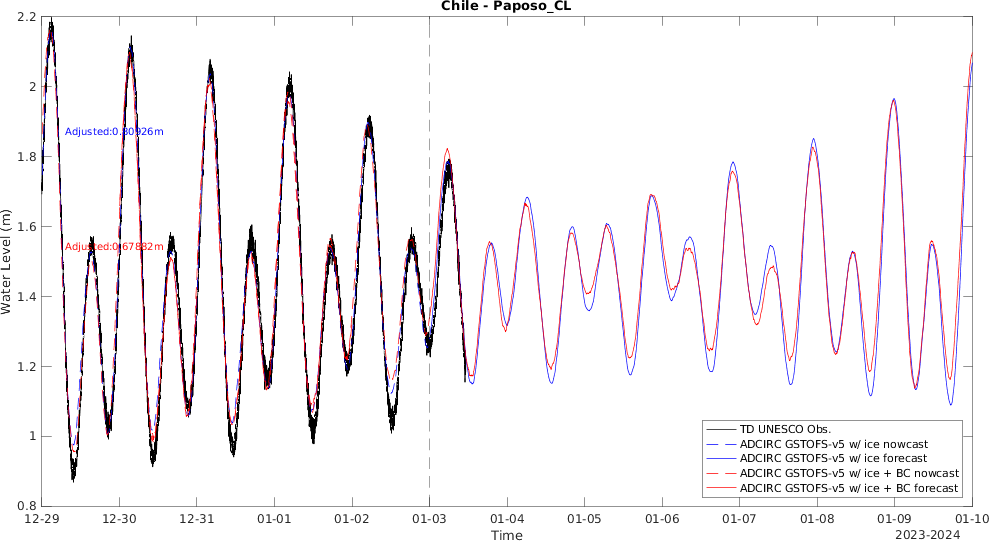 Chile - Paposo_CL
2.2
2
1.8
1.6
1.4
1.2
1
0.8
Water Level (m)
Adjusted:0.80926m
Adjusted:0.67882m
TD UNESCO Obs.
ADCIRC GSTOFS-v5 w/ ice nowcast
ADCIRC GSTOFS-v5 w/ ice forecast
ADCIRC GSTOFS-v5 w/ ice + BC nowcast
ADCIRC GSTOFS-v5 w/ ice + BC forecast
12-29 12-30 12-31 01-01 01-02 01-03 01-04 01-05 01-06 01-07 01-08 01-09 01-10
Time
2023-2024